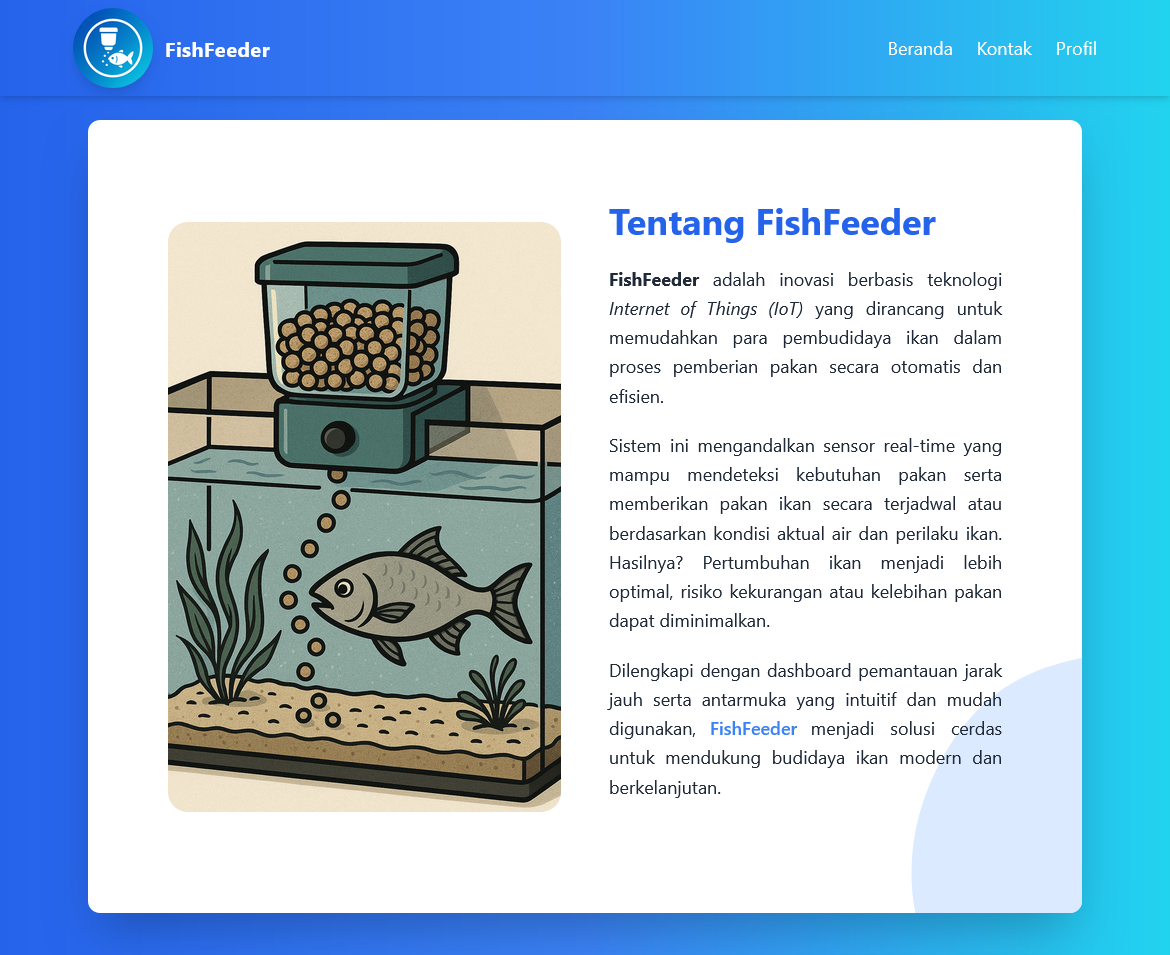 FishFeeder
Beranda Kontak Profil
Tentang FishFeeder
FishFeeder adalah inovasi berbasis teknologi
Internet of Things (IoT) yang dirancang untuk
memudahkan para pembudidaya ikan dalam
proses pemberian pakan secara otomatis dan
efisien.
Sistem ini mengandalkan sensor real-time yang
mampu mendeteksi kebutuhan pakan serta
memberikan pakan ikan secara terjadwal atau
berdasarkan kondisi aktual air dan perilaku ikan.
Hasilnya? Pertumbuhan ikan menjadi lebih
optimal, risiko kekurangan atau kelebihan pakan
dapat diminimalkan.
Dilengkapi dengan dashboard pemantauan jarak
jauh serta antarmuka yang intuitif dan mudah
digunakan, FishFeeder menjadi solusi cerdas
untuk mendukung budidaya ikan modern dan
berkelanjutan.